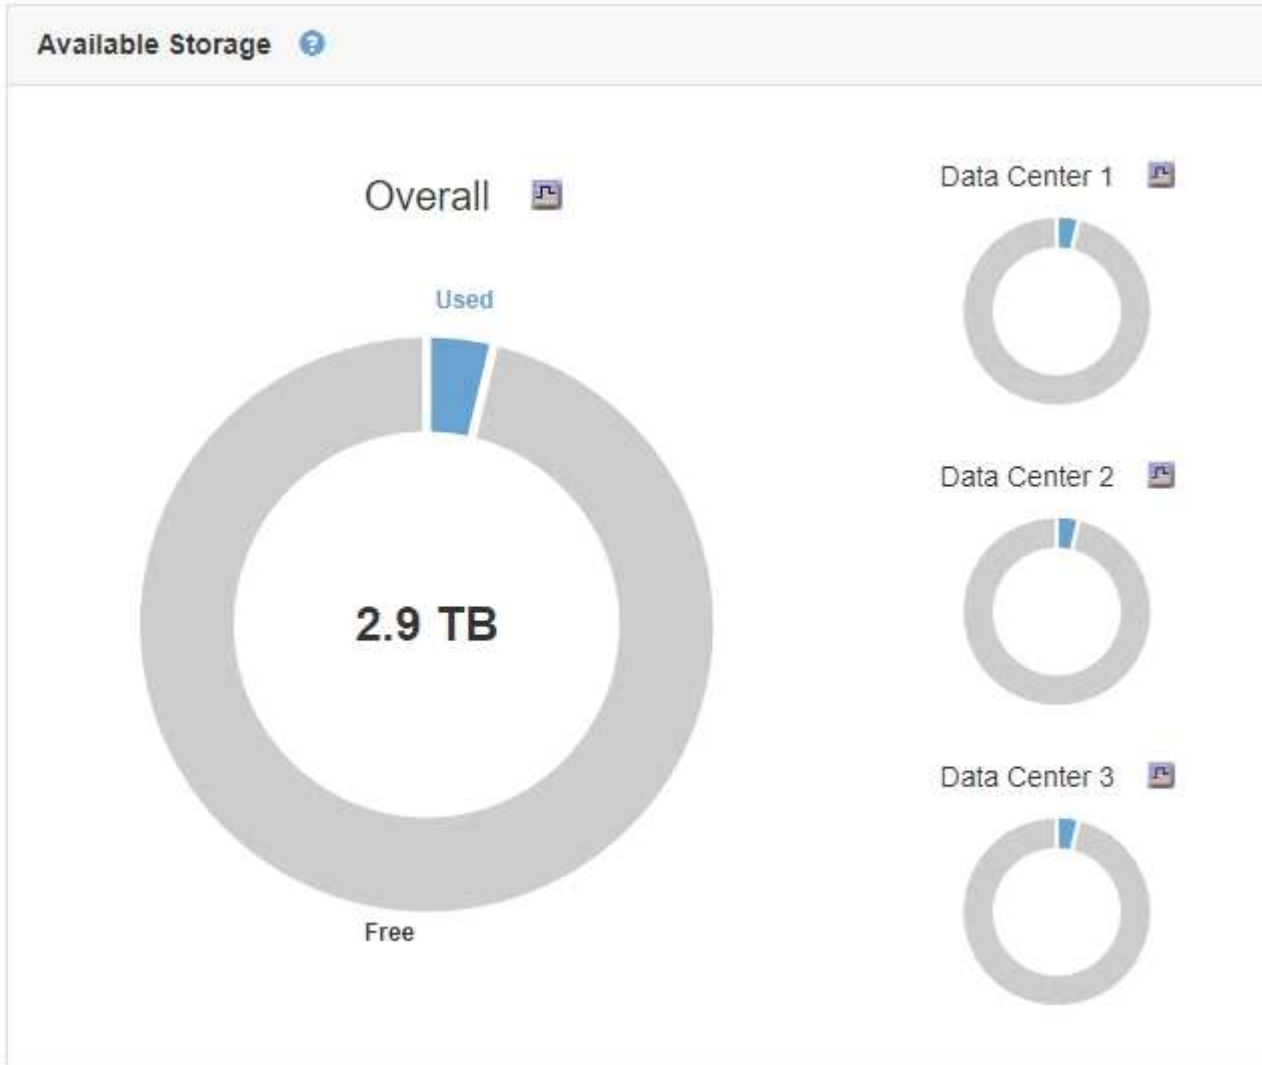 Available Storage ?
Overall
Used
2.9 TB
Free
Data Center 1
Data Center 2
Data Center 3